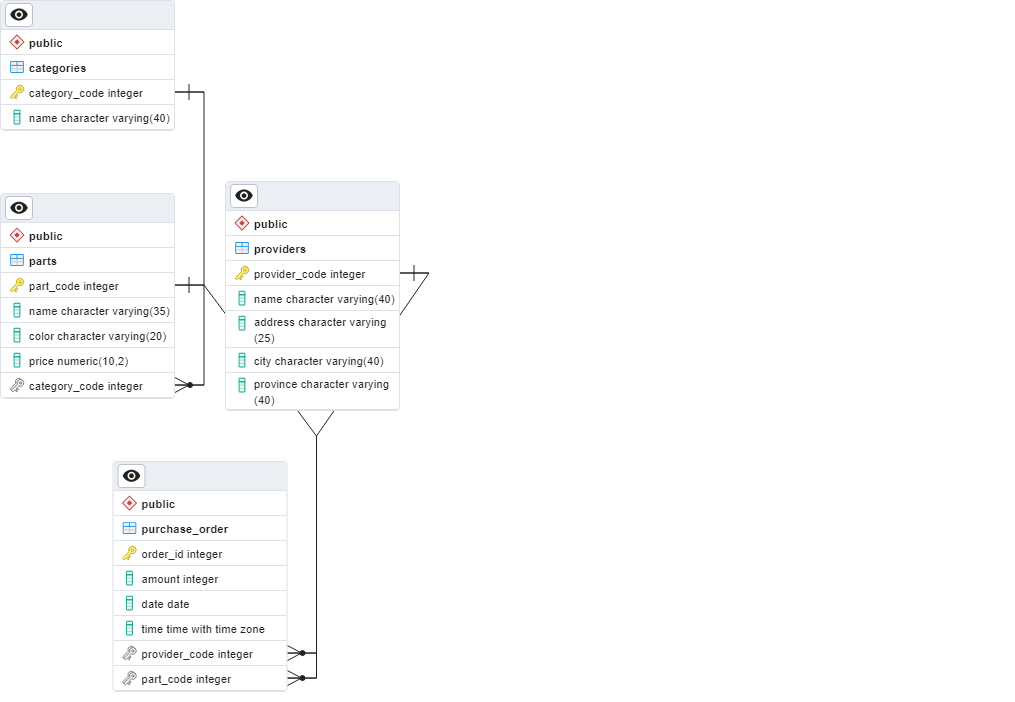 public
categories
category_code integer
name character varying(40)
public
parts
part_code integer
name character varying(35)
color character varying(20)
price numeric(10,2)
category_code integer
public
providers
provider_code integer
name character varying(40)
address character varying
(25)
city character varying(40)
province character varying
(40)
public
purchase_order
order_id integer
amount integer
date date
time time with time zone
provider_code integer
part_code integer